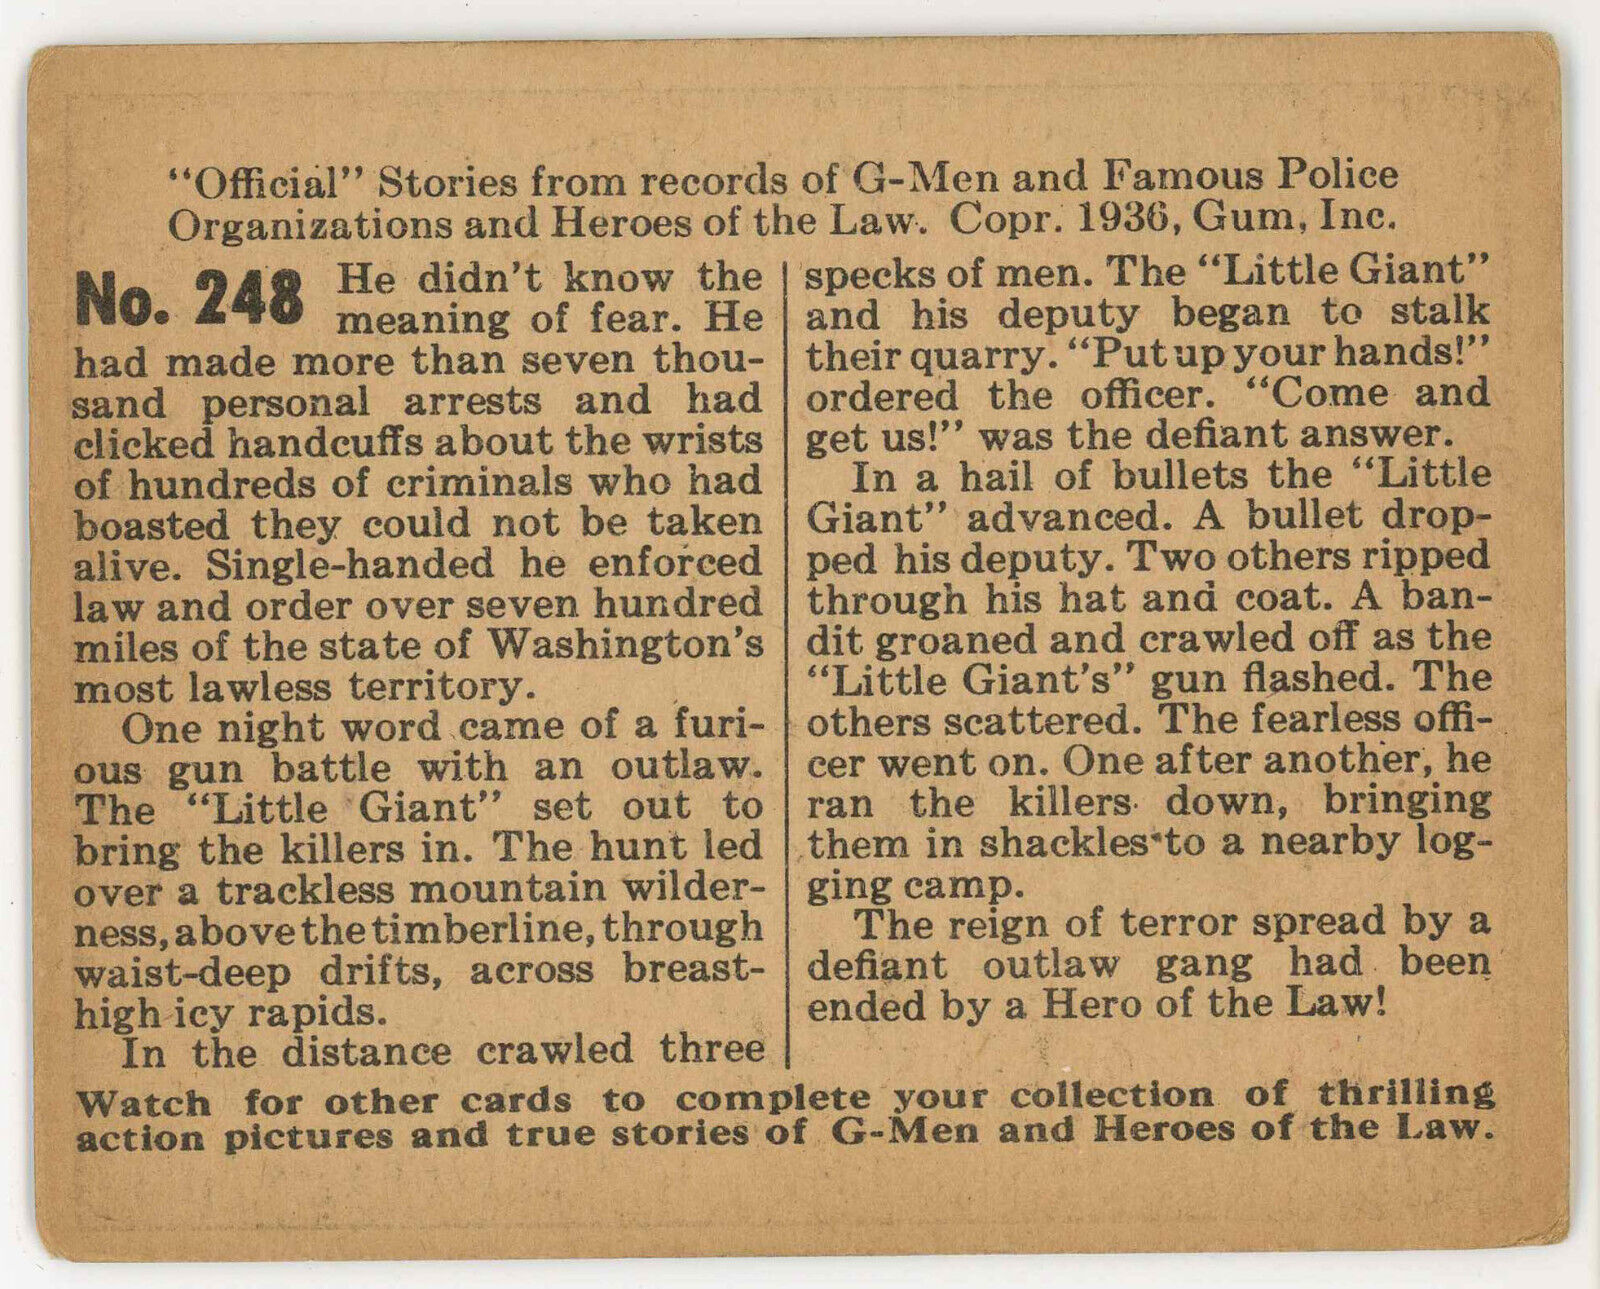 “Official” Stories from records of G-Men and Famous Police
Organizations and Heroes of the Law. Copr. 1936, Gum, Inc.
No. 248 He didn’t know the
meaning of fear. He
had made more than seven thou-
sand personal arrests and had
clicked handcuffs about the wrists
of hundreds of criminals who had
boasted they could not be taken
alive. Single-handed he enforced
law and order over seven hundred
miles of the state of Washington’s
most lawless territory.
One night word came of a furi-
ous gun battle with an outlaw.
The “Little Giant” set out to
bring the killers in. The hunt led
over a trackless mountain wilder-
ness, above the timberline, through
waist-deep drifts, across breast-
high icy rapids.
In the distance crawled three
specks of men. The “Little Giant”
and his deputy began to stalk
their quarry. “Put up your hands!”
ordered the officer. “Come and
get us!” was the defiant answer.
In a hail of bullets the “Little
Giant” advanced. A bullet drop-
ped his deputy. Two others ripped
through his hat and coat. A ban-
dit groaned and crawled off as the
“Little Giant’s” gun flashed. The
others scattered. The fearless offi-
cer went on. One after another, he
ran the killers down, bringing
them in shackles to a nearby log-
ging camp.
The reign of terror spread by a
defiant outlaw gang had been
ended by a Hero of the Law!
Watch for other cards to complete your collection of thrilling
action pictures and true stories of G-Men and Heroes of the Law.